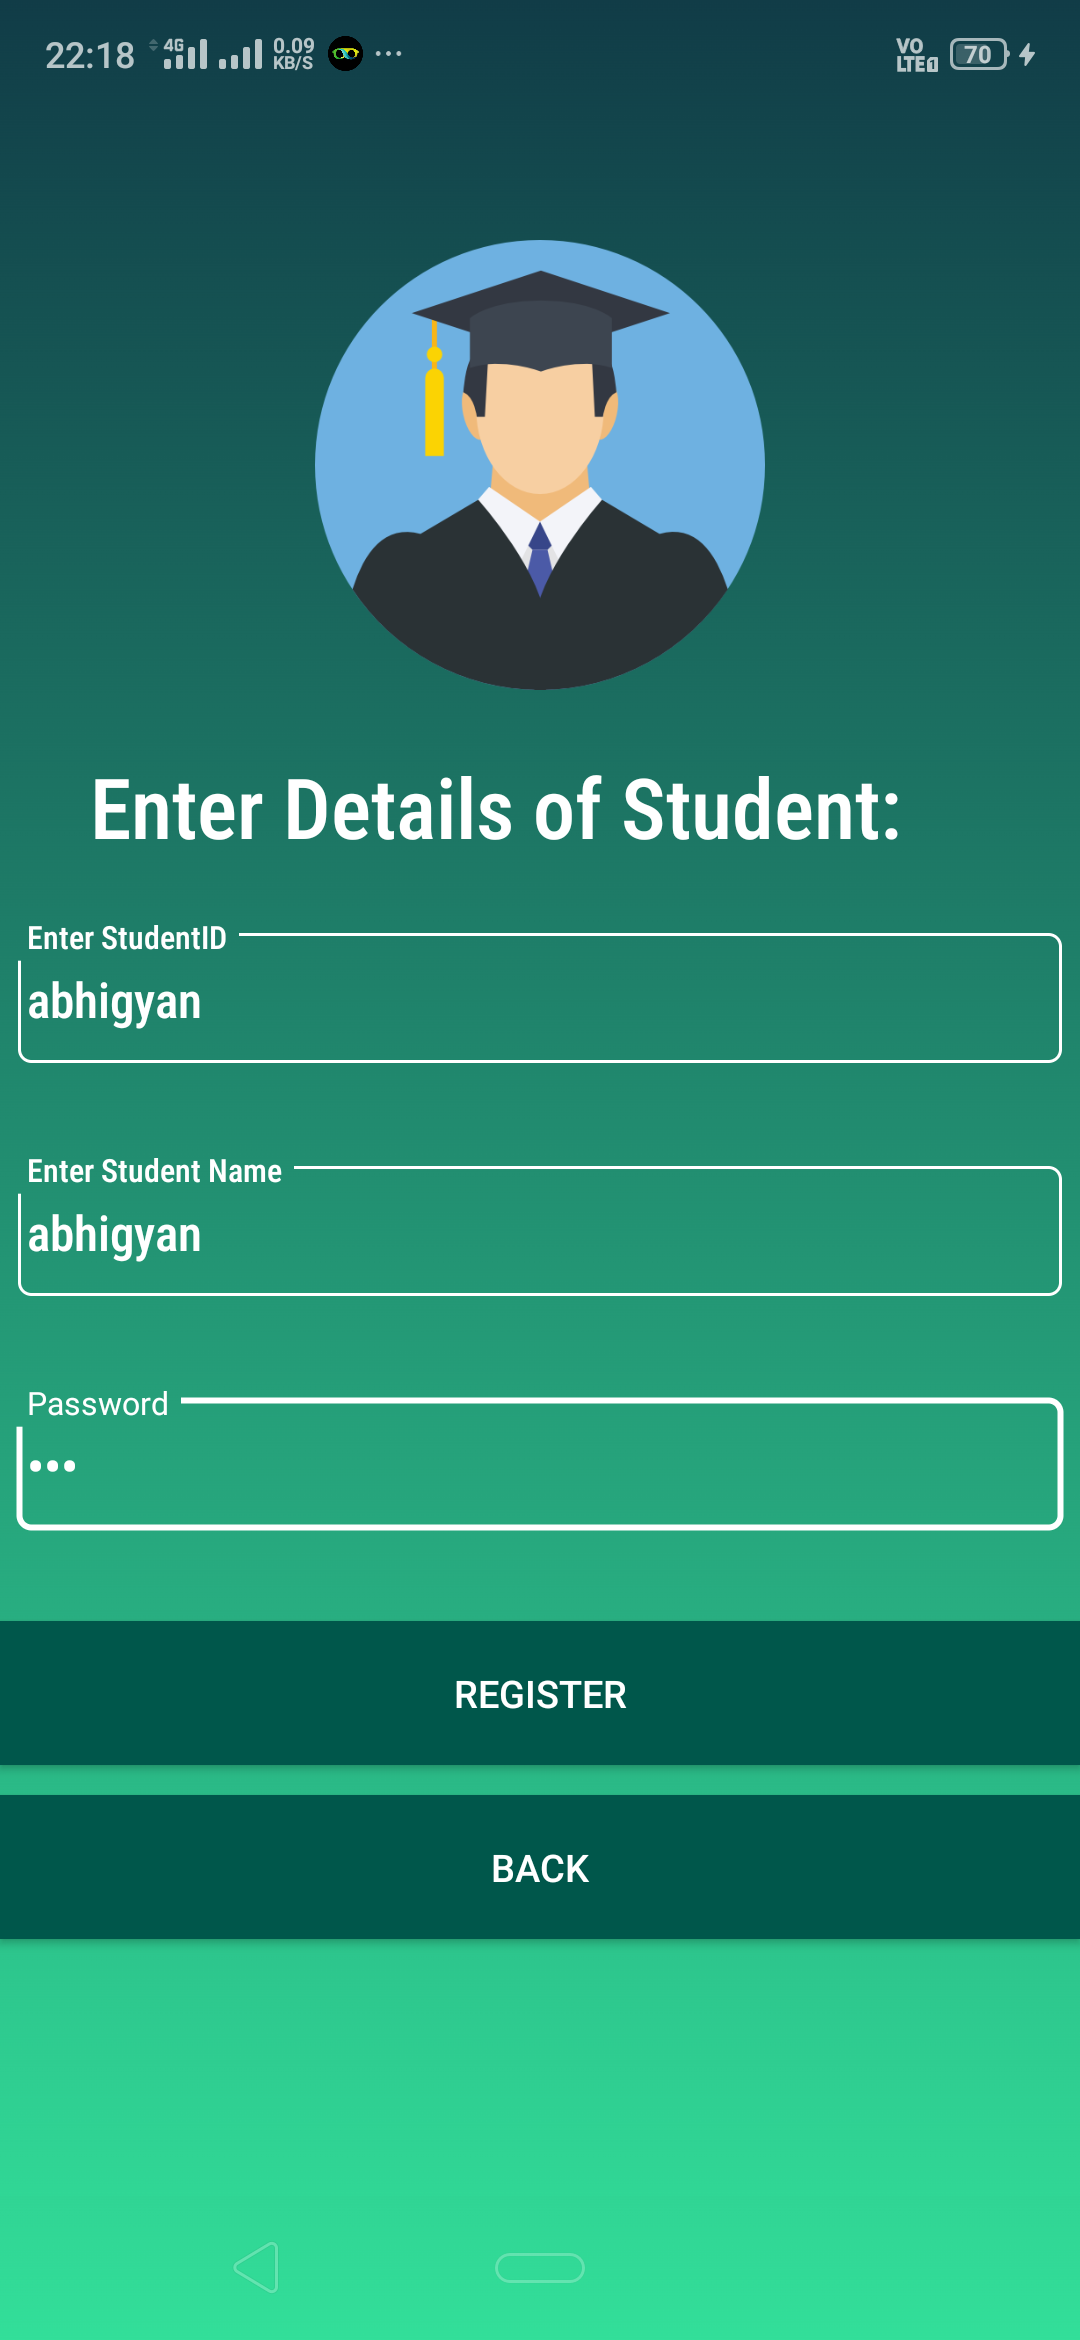 22:18 4G 0.09 KB/S ... VO LTE 1 70
Enter Details of Student:
Enter StudentID
abhigyan
Enter Student Name
abhigyan
Password
•••
REGISTER
BACK